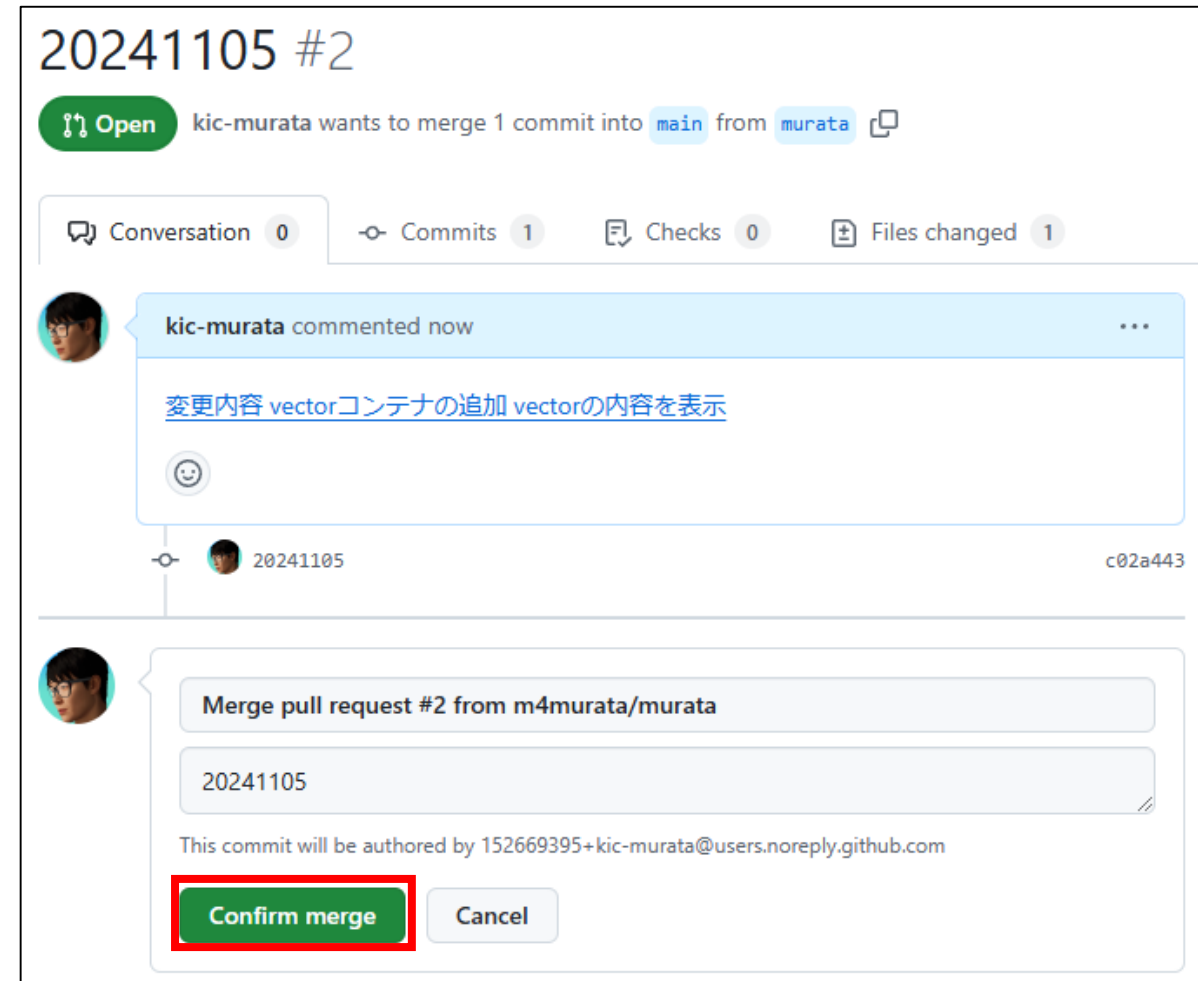 20241105 #2
Open kic-murata wants to merge 1 commit into main from murata
Conversation 0 Commits 1 Checks 0 Files changed 1
kic-murata commented now
変更内容 vectorコンテナの追加 vectorの内容を表示
20241105 c02a443
Merge pull request #2 from m4murata/murata
20241105
This commit will be authored by 152669395+kic-murata@users.noreply.github.com
Confirm merge Cancel